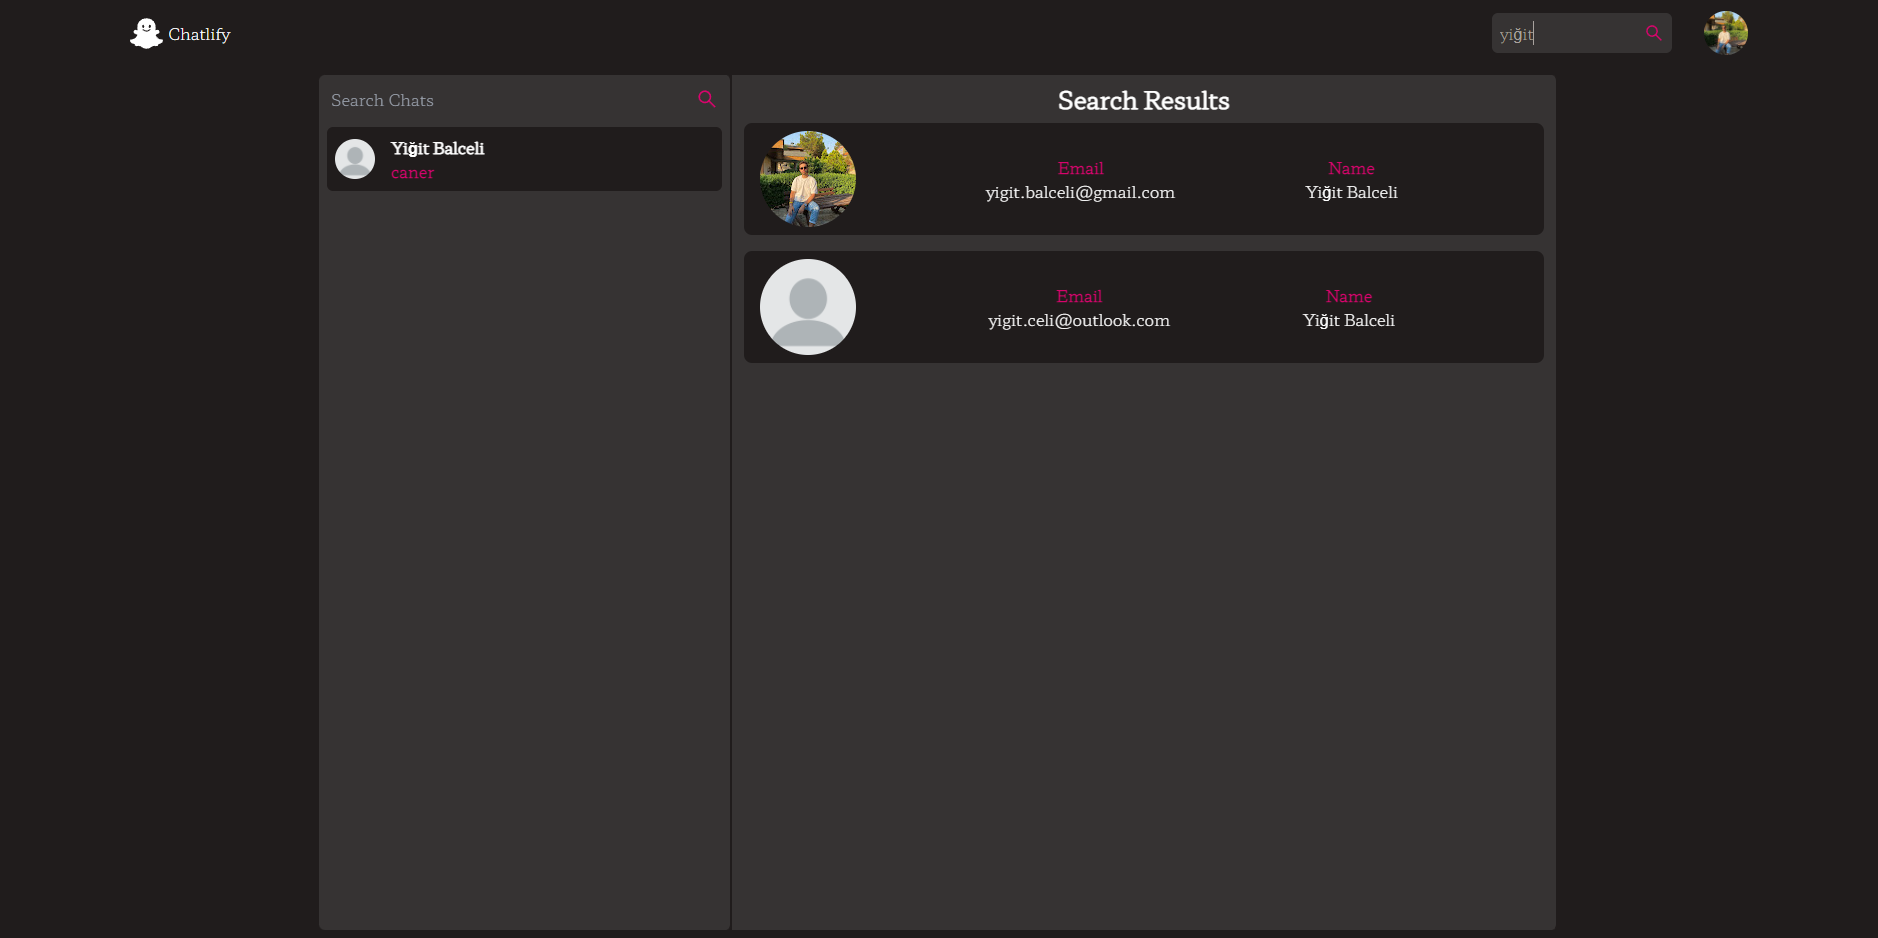 Chatlify
yiğit
Search Chats
Yiğit Balceli
caner
Search Results
Email
Name
yigit.balceli@gmail.com
Yiğit Balceli
Email
Name
yigit.celi@outlook.com
Yiğit Balceli